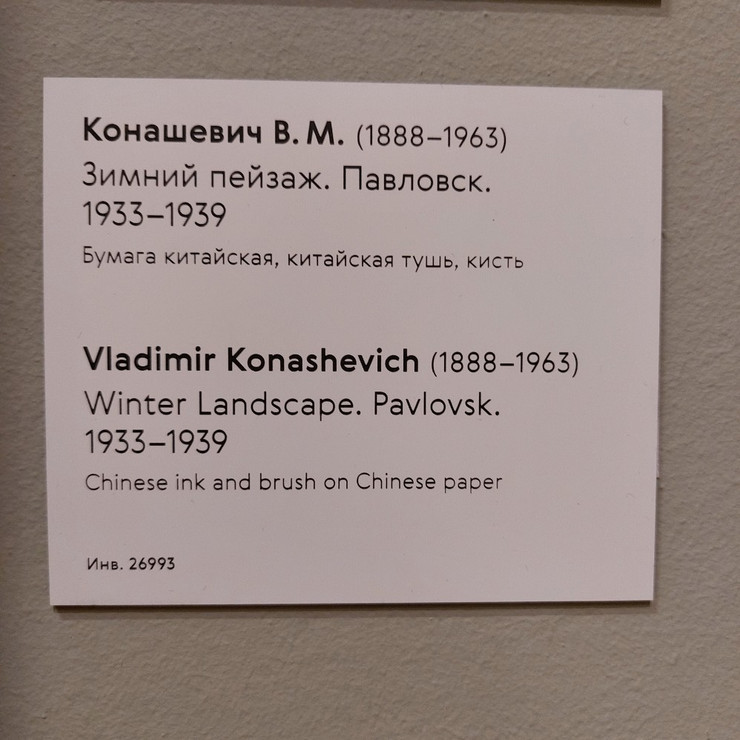 Конашевич В. М. (1888–1963)
Зимний пейзаж. Павловск.
1933–1939
Бумага китайская, китайская тушь, кисть
Vladimir Konashevich (1888–1963)
Winter Landscape. Pavlovsk.
1933–1939
Chinese ink and brush on Chinese paper
Инв. 26993